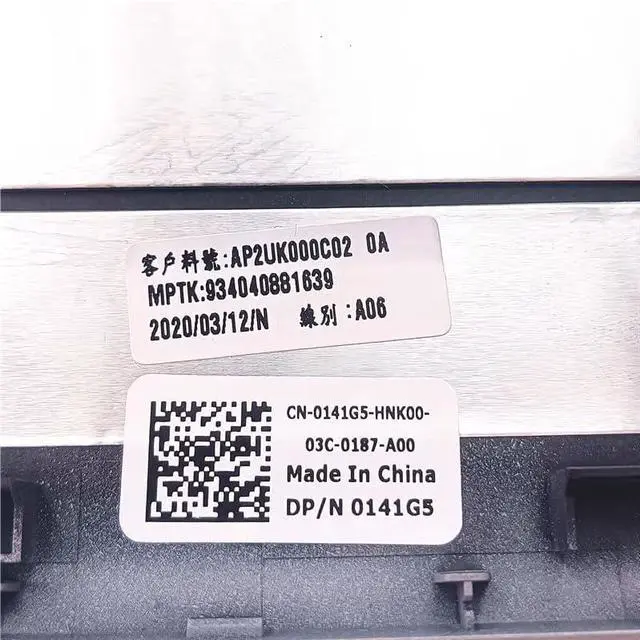 客户料號:AP2UK000C02 0A
MPTK:934040881639
2020/03/12/N 線別:A06
CN-0141G5-HNK00-
03C-0187-A00
Made In China
DP/N 0141G5